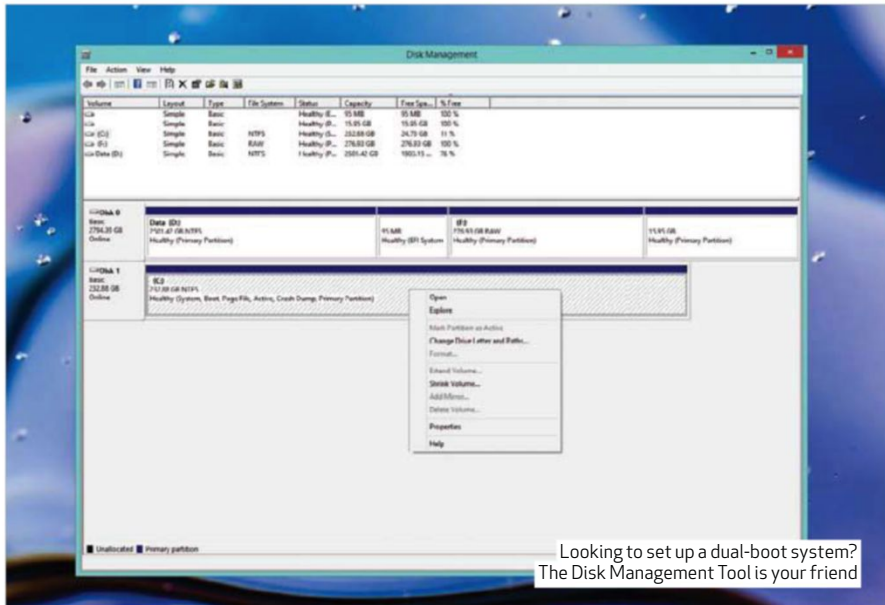 Disk Management
File Action View Help
Volume Layout Type File System Status Capacity Free Spa... % Free
Simple Basic Healthy (E... 95 MB 95 MB 100 %
Simple Basic Healthy (P... 15.95 GB 15.95 GB 100 %
(C:) Simple Basic NTFS Healthy (S... 232.88 GB 24.79 GB 11 %
(F:) Simple Basic RAW Healthy (P... 276.93 GB 276.93 GB 100 %
Data (D:) Simple Basic NTFS Healthy (P... 2501.42 GB
Disk 0
Basic
2794.39 GB
Online
Data (D:)
2501.42 GB NTFS
Healthy (Primary Partition)
95 MB
Healthy (EFI System
(F:)
276.93 GB RAW
Healthy (Primary Partition)
15.95 GB
Healthy (Primary Partition)
Disk 1
Basic
232.88 GB
Online
(C:)
232.88 GB NTFS
Healthy (System, Boot, Page File, Active, Crash Dump, Primary Partition)
Open
Explore
Mark Partition as Active
Change Drive Letter and Paths...
Format...
Extend Volume...
Shrink Volume...
Add Mirror...
Delete Volume...
Properties
Help
Unallocated Primary partition
Looking to set up a dual-boot system?
The Disk Management Tool is your friend